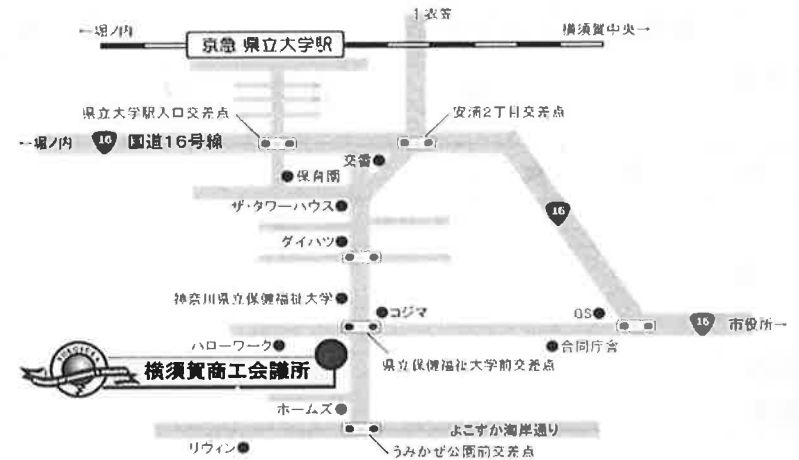 ↑衣笠
←堀ノ内
横須賀中央→
京急 県立大学駅
県立大学駅入口交差点
安浦2丁目交差点
←堀ノ内
16
国道16号線
交番
保育園
ザ・タワーハウス
16
ダイハツ
神奈川県立保健福祉大学
コジマ
GS
16
市役所→
ハローワーク
合同庁舎
県立保健福祉大学前交差点
YOKOSUKA
横須賀商工会議所
ホームズ
よこすか海岸通り
リヴィン
うみかぜ公園前交差点